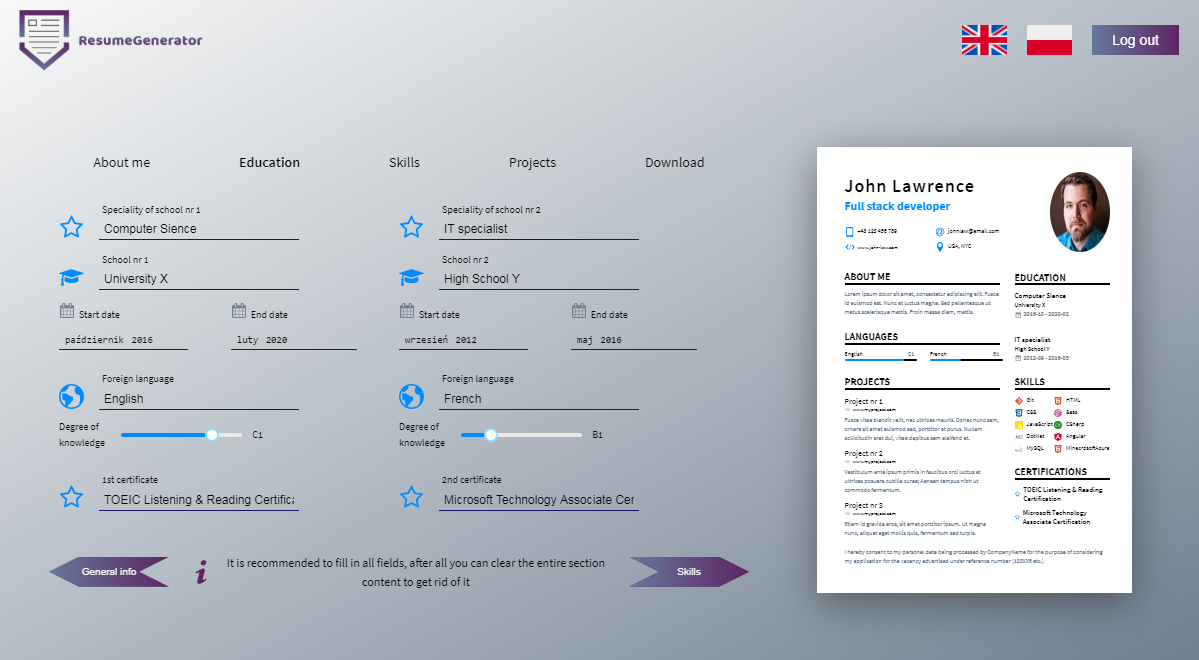 ResumeGenerator
Log out
About me Education Skills Projects Download
Speciality of school nr 1
Computer Sience
Speciality of school nr 2
IT specialist
School nr 1
University X
School nr 2
High School Y
Start date End date Start date End date
październik 2016 luty 2020 wrzesień 2012 maj 2016
Foreign language
English
Foreign language
French
Degree of
knowledge
C1
Degree of
knowledge
B1
1st certificate
TOEIC Listening & Reading Certifica
2nd certificate
Microsoft Technology Associate Cer
General info
i
It is recommended to fill in all fields, after all you can clear the entire section
content to get rid of it
Skills
John Lawrence
Full stack developer
+43 123 456 789 johnlaw@email.com
www.john-law.com USA, NYC
ABOUT ME
Lorem ipsum dolor sit amet, consectetur adipiscing elit. Fusce
id euismod est. Nunc et luctus magna. Sed pellentesque ut
metus scelerisque mattis. Proin massa diam, mattis.
LANGUAGES
English C1 French B1
PROJECTS
Project nr 1
www.myproject.com
Fusce vitae blandit velit, nec ultrices mauris. Donec nunc sem,
ornare sit amet euismod sed, porttitor et purus. Nullam
sollicitudin erat dui, vitae dapibus sem eleifend et.
Project nr 2
www.myproject.com
Vestibulum ante ipsum primis in faucibus orci luctus et
ultrices posuere cubilia curae; Aenean tempus nibh ut
commodo fermentum.
Project nr 3
www.myproject.com
Etiam id gravida eros, sit amet porttitor ipsum. Ut magna
nunc, aliquet eget mollis quis, fermentum sed turpis.
EDUCATION
Computer Sience
University X
2016-10 - 2020-02
IT specialist
High School Y
2012-09 - 2016-05
SKILLS
Git HTML
CSS Sass
JavaScript CSharp
DotNet Angular
MySQL MincrosoftAzure
CERTIFICATIONS
TOEIC Listening & Reading
Certification
Microsoft Technology
Associate Certification
I hereby consent to my personal data being processed by CompanyName for the purpose of considering
my application for the vacancy advertised under reference number (123XX6 etc.)